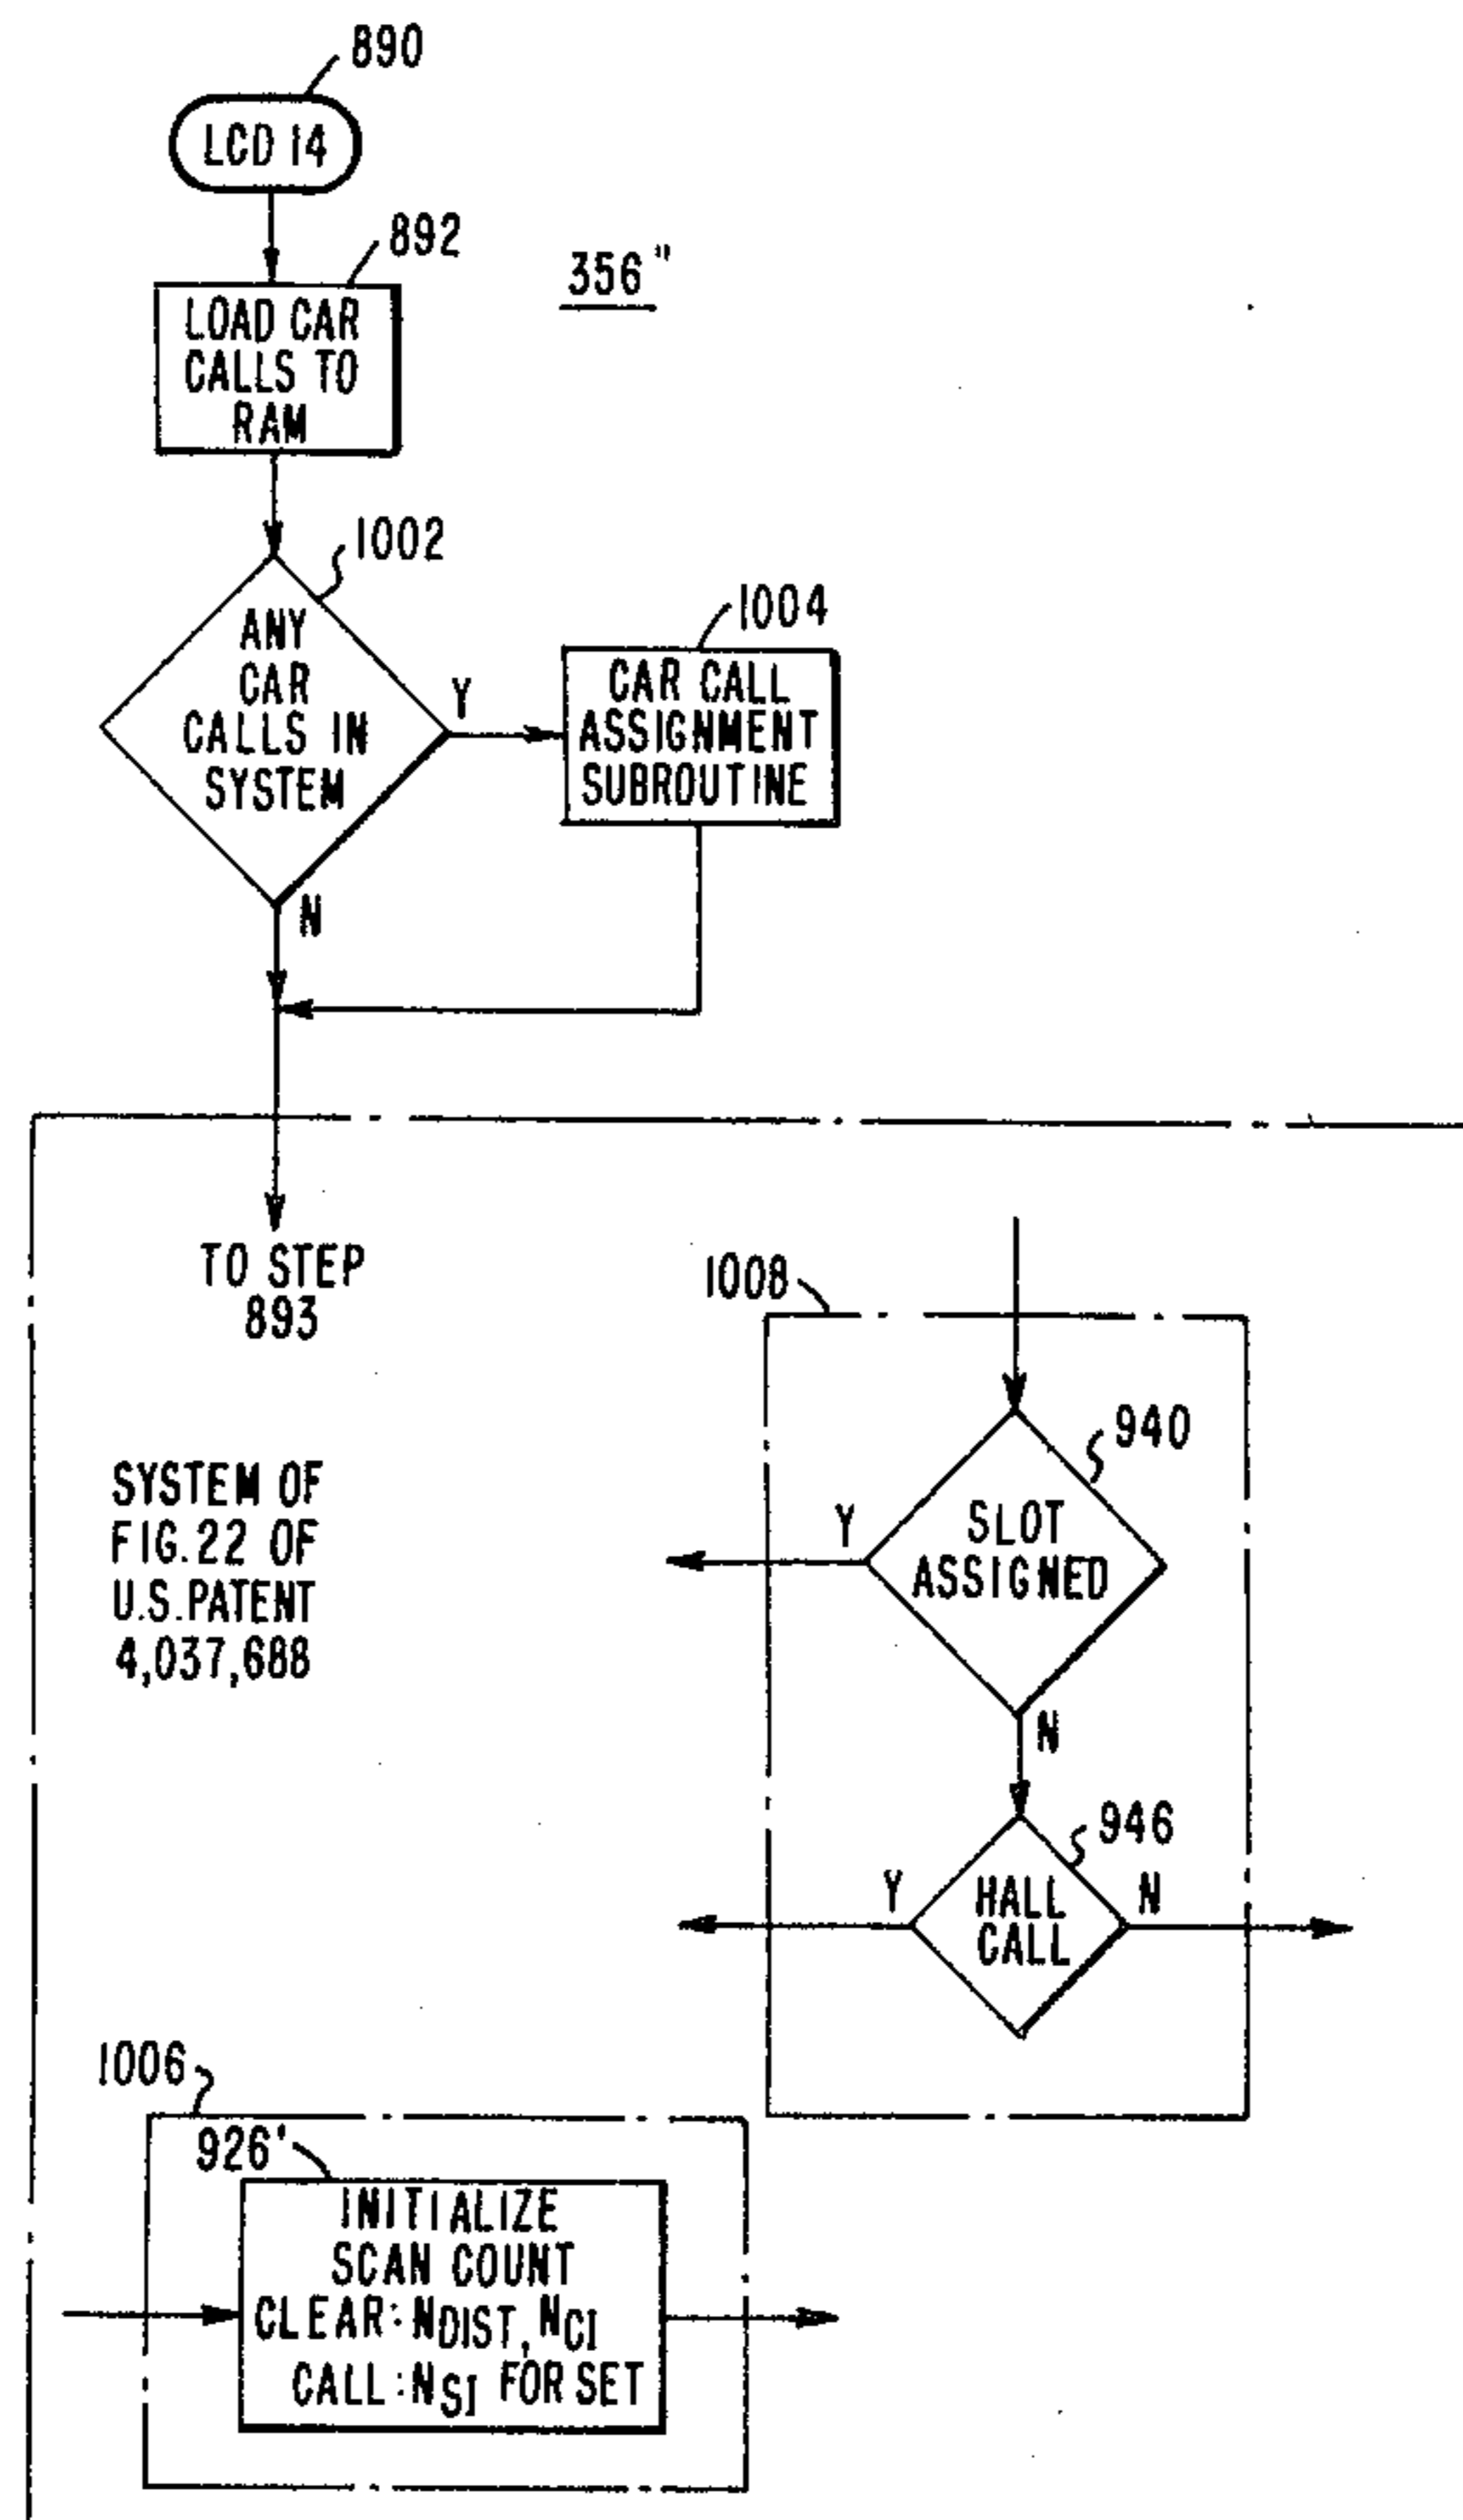 890
LCD 14
892
356"
LOAD CAR
CALLS TO
RAM
1002
ANY
CAR
CALLS IN
SYSTEM
Y
N
1004
CAR CALL
ASSIGNMENT
SUBROUTINE
TO STEP
893
1008
940
SLOT
ASSIGNED
Y
N
SYSTEM OF
FIG. 22 OF
U.S. PATENT
4,037,688
946
HALL
CALL
Y
N
1006
926'
INITIALIZE
SCAN COUNT
CLEAR: NDIST, NCI
CALL: NSI FOR SET